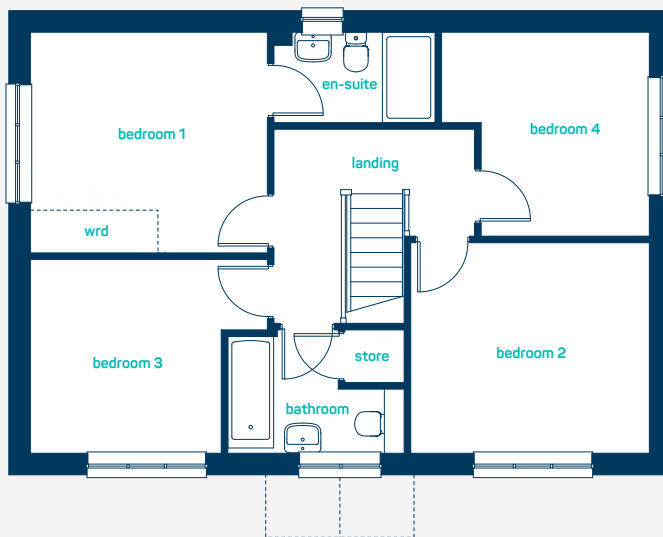 en-suite
bedroom 1
bedroom 4
landing
wrd
bedroom 3
bedroom 2
store
bathroom